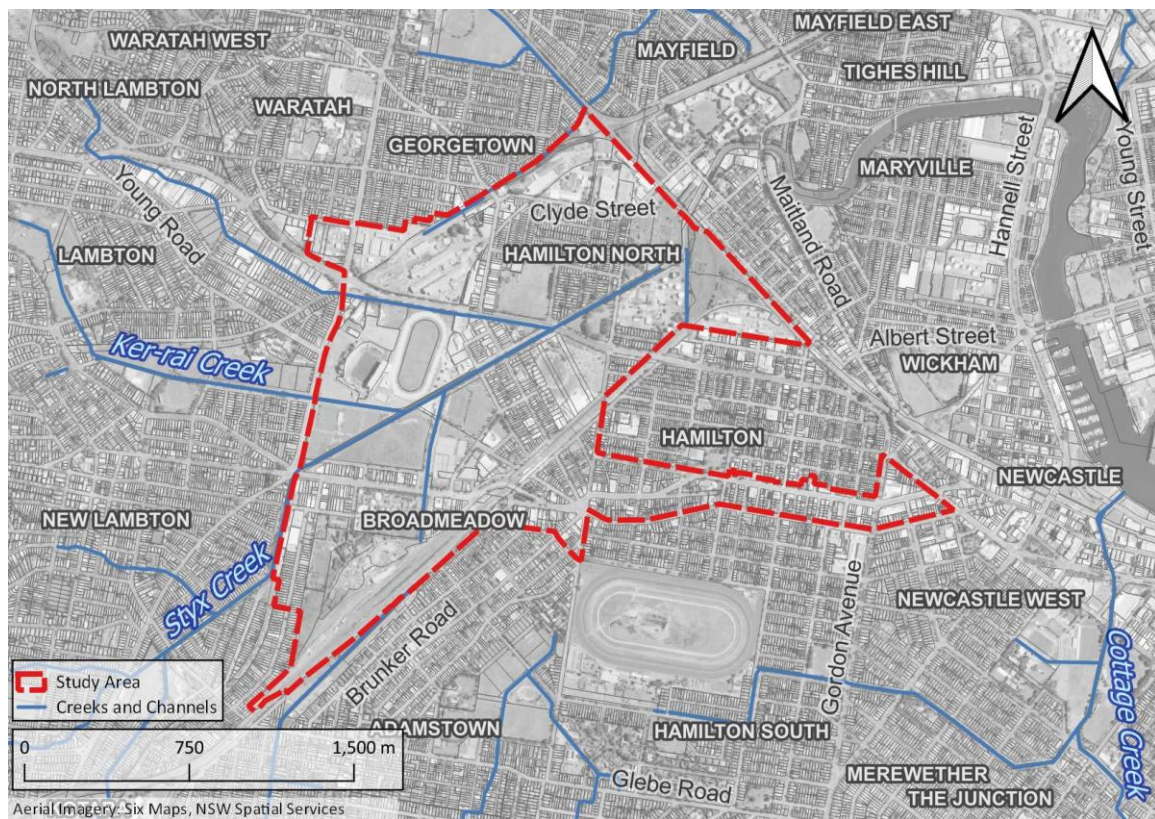 WARATAH WEST
MAYFIELD EAST
MAYFIELD
TIGHES HILL
NORTH LAMBTON
WARATAH
GEORGETOWN
MARYVILLE
Hannell Street
Young Street
Young Road
Clyde Street
Maitland Road
LAMBTON
HAMILTON NORTH
Albert Street
WICKHAM
Ker-rai Creek
HAMILTON
NEWCASTLE
NEW LAMBTON
BROADMEADOW
Styx Creek
NEWCASTLE WEST
Brunker Road
Gordon Avenue
Cottage Creek
ADAMSTOWN
HAMILTON SOUTH
Glebe Road
MEREWETHER
THE JUNCTION
Study Area
Creeks and Channels
0 750 1,500 m
Aerial Imagery: Six Maps, NSW Spatial Services